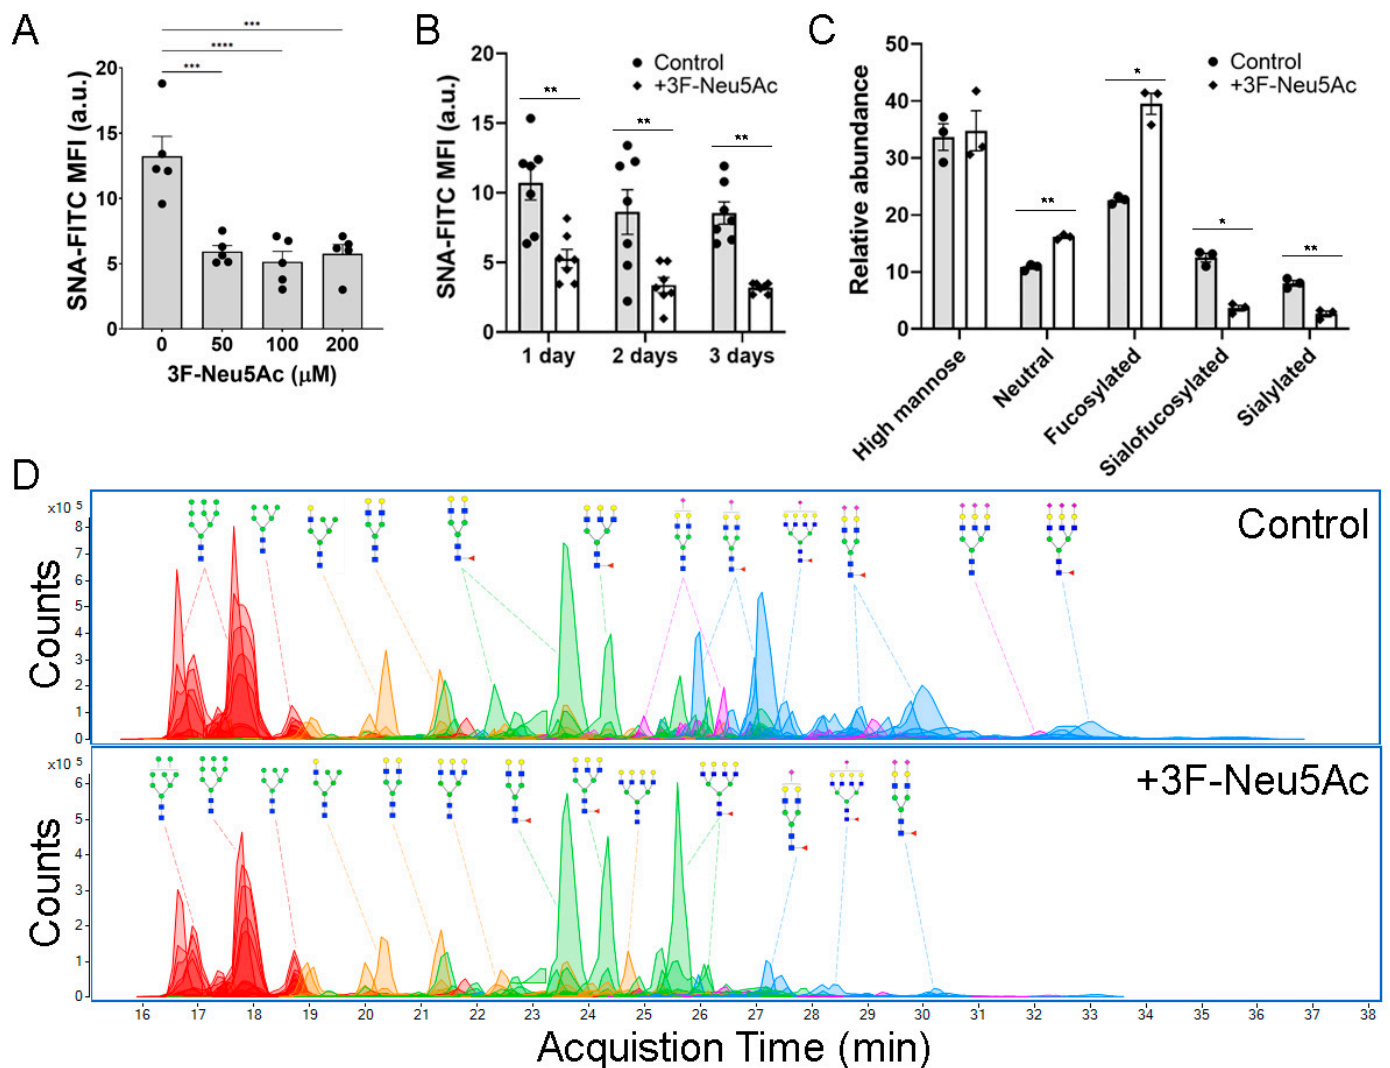 A
***
****
***
SNA-FITC MFI (a.u.)
20
15
10
5
0
0 50 100 200
3F-Neu5Ac (μM)
B
SNA-FITC MFI (a.u.)
20
15
10
5
0
Control
+3F-Neu5Ac
**
**
**
1 day 2 days 3 days
C
Relative abundance
50
40
30
20
10
0
Control
+3F-Neu5Ac
**
*
*
**
High mannose
Neutral
Fucosylated
Sialofucosylated
Sialylated
D
x10 5
Control
Counts
8
7
6
5
4
3
2
1
0
x10 5
+3F-Neu5Ac
Counts
6
5
4
3
2
1
0
16 17 18 19 20 21 22 23 24 25 26 27 28 29 30 31 32 33 34 35 36 37 38
Acquistion Time (min)